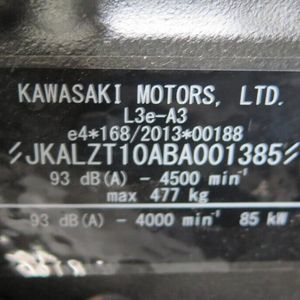 KAWASAKI MOTORS, LTD.
L3e-A3
e4*168/2013*00188
JKALZT10ABA001385
93 dB(A) - 4500 min⁻¹
max 477 kg
93 dB(A) - 4000 min⁻¹ 85 kW